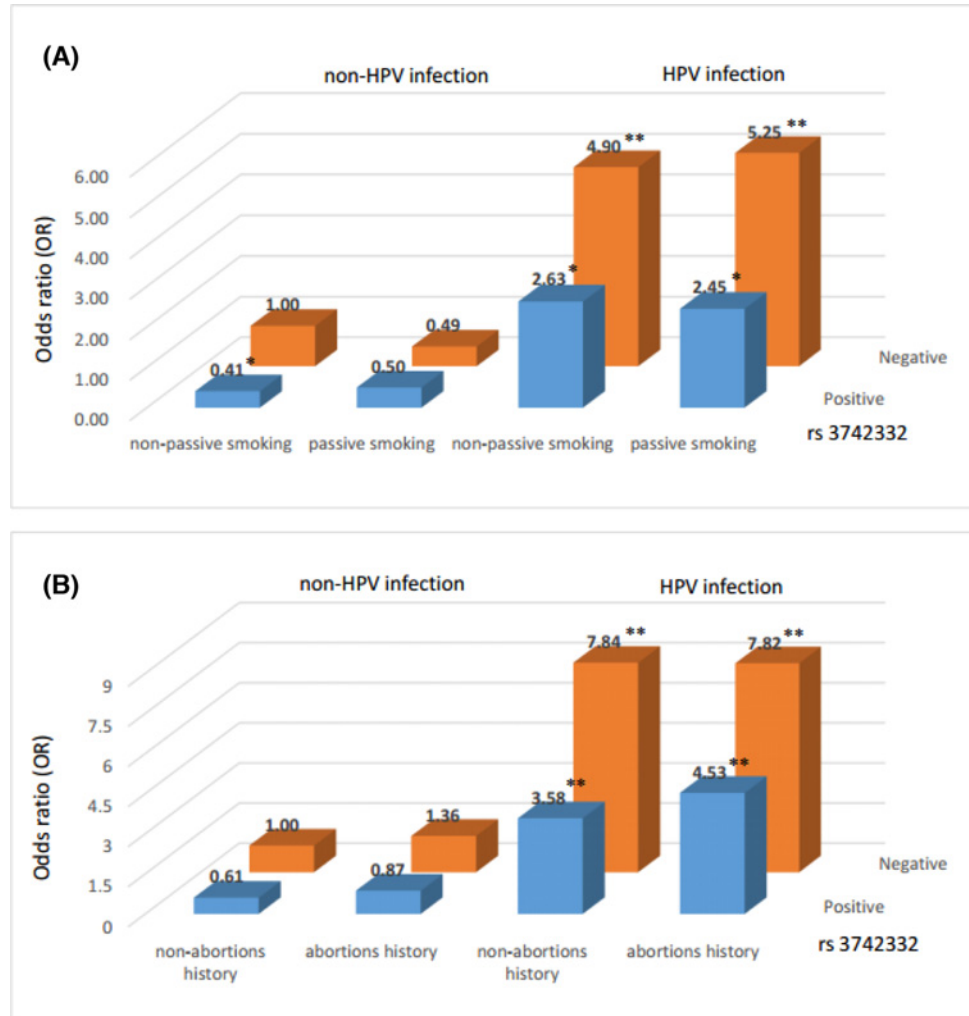 (A)
non-HPV infection HPV infection
Odds ratio (OR)
6.00
5.00
4.00
3.00
2.00
1.00
0.00
4.90 **
5.25 **
2.63 *
2.45 *
1.00
0.49
0.41 *
0.50
Negative
Positive
rs 3742332
non-passive smoking passive smoking non-passive smoking passive smoking
(B)
non-HPV infection HPV infection
Odds ratio (OR)
9
7.5
6
4.5
3
1.5
0
7.84 **
7.82 **
3.58 **
4.53 **
1.00
1.36
0.61
0.87
Negative
Positive
rs 3742332
non-abortions abortions history non-abortions abortions history
history history